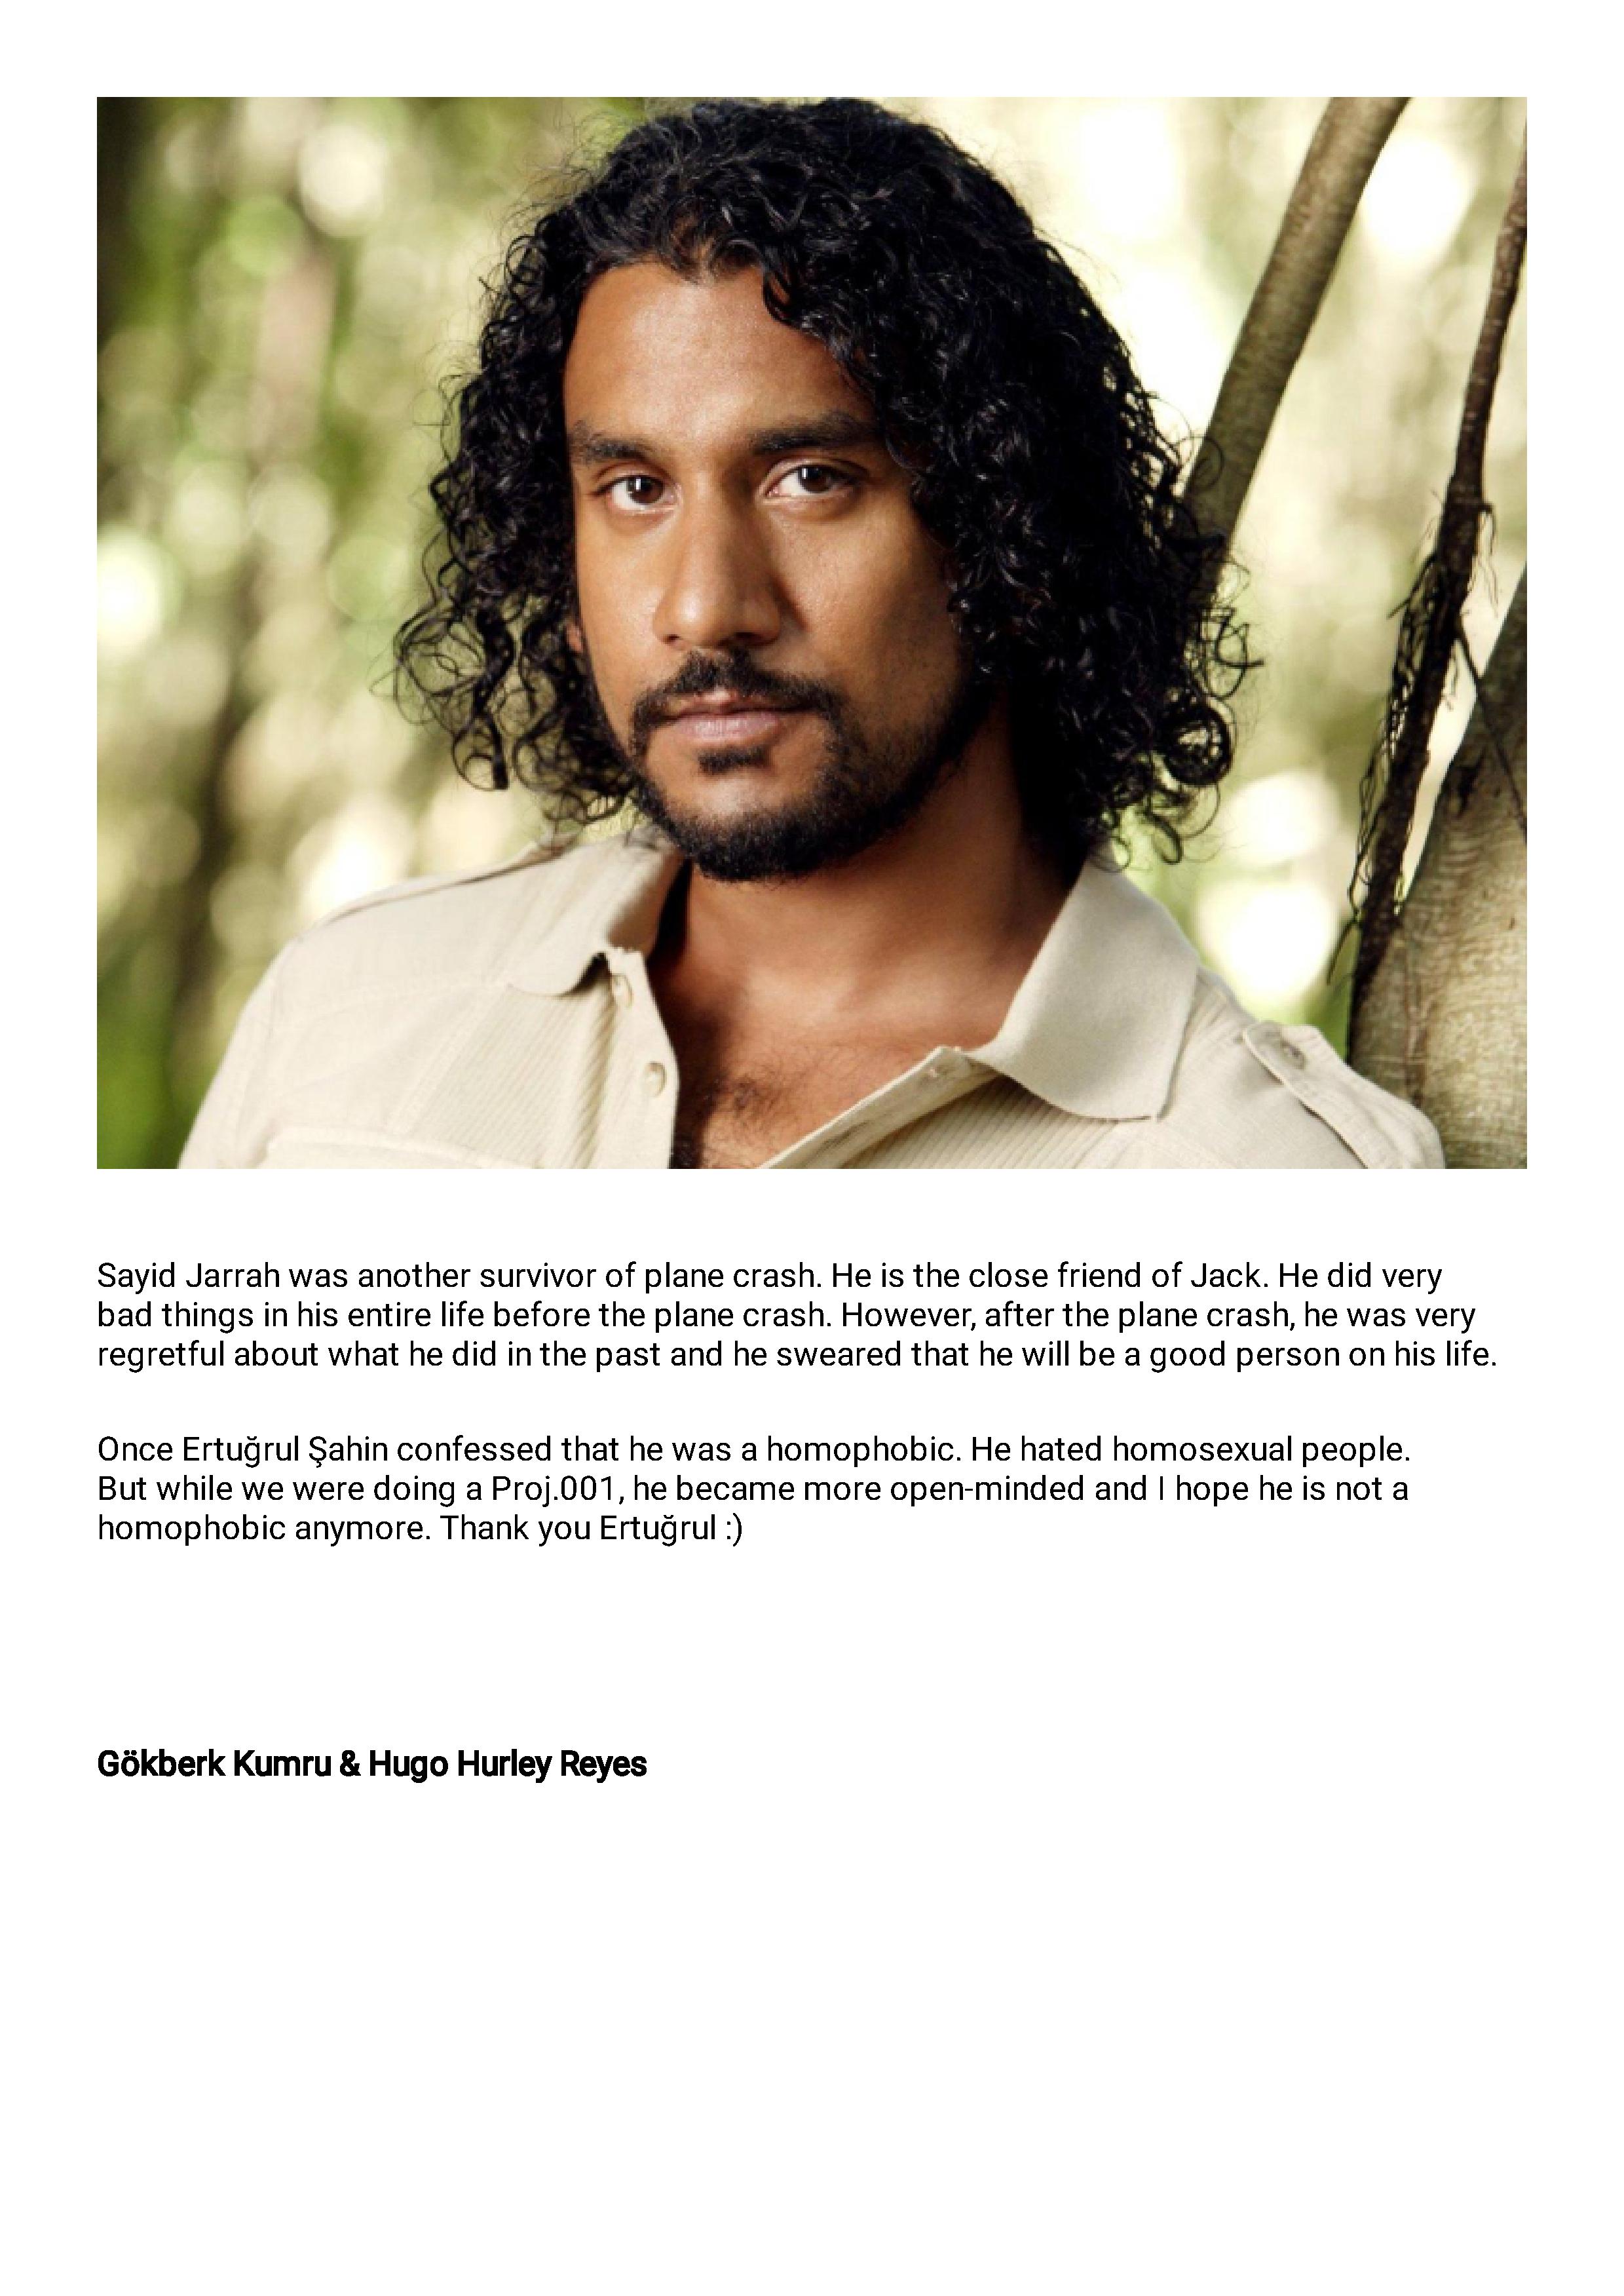 Sayid Jarrah was another survivor of plane crash. He is the close friend of Jack. He did very
bad things in his entire life before the plane crash. However, after the plane crash, he was very
regretful about what he did in the past and he sweared that he will be a good person on his life.
Once Ertuğrul Şahin confessed that he was a homophobic. He hated homosexual people.
But while we were doing a Proj.001, he became more open-minded and I hope he is not a
homophobic anymore. Thank you Ertuğrul :)
Gökberk Kumru & Hugo Hurley Reyes